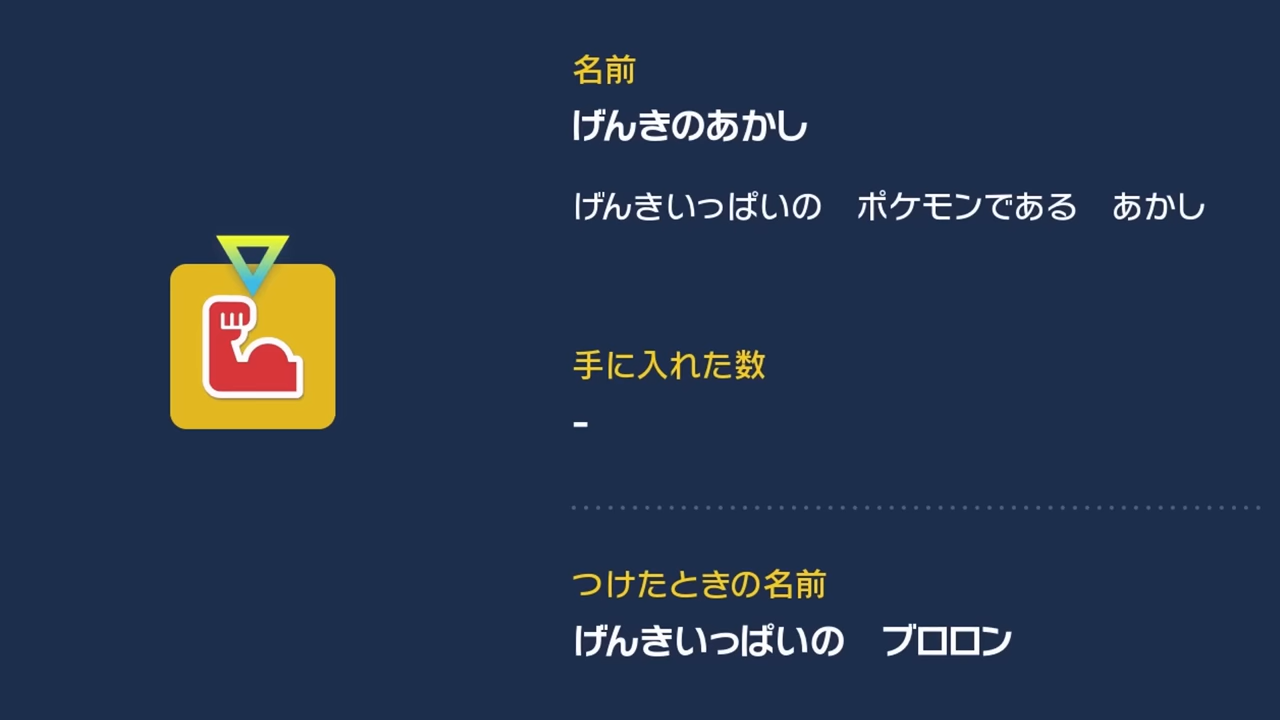 名前
げんきのあかし
げんきいっぱいの　ポケモンである　あかし
手に入れた数
-
つけたときの名前
げんきいっぱいの　ブロロン